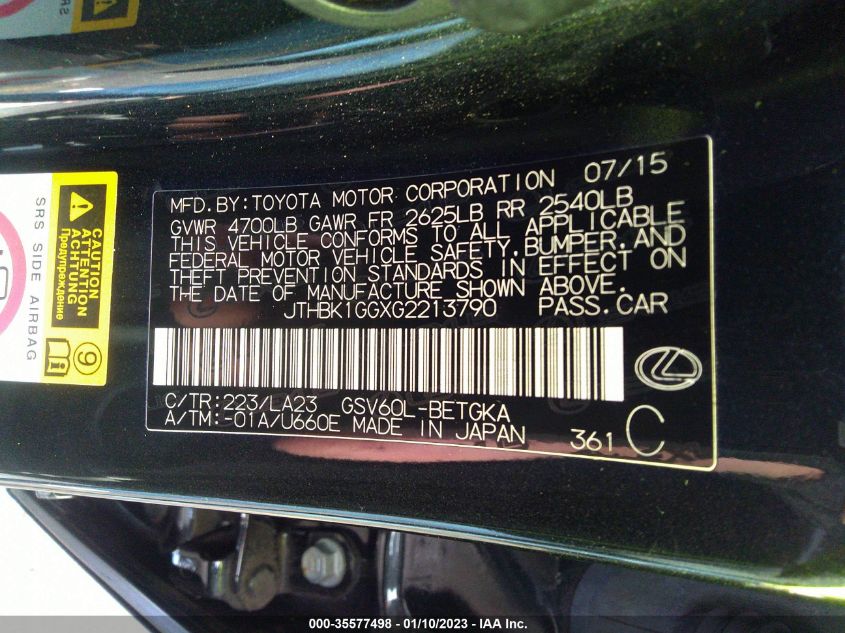 MFD. BY: TOYOTA MOTOR CORPORATION 07/15
GVWR 4700LB GAWR FR 2625LB RR 2540LB
THIS VEHICLE CONFORMS TO ALL APPLICABLE
FEDERAL MOTOR VEHICLE SAFETY, BUMPER, AND
THEFT PREVENTION STANDARDS IN EFFECT ON
THE DATE OF MANUFACTURE SHOWN ABOVE.
JTHBK1GGXG2213790 PASS. CAR
C/TR: 223/LA23 GSV60L-BETGKA
A/TM: -01A/U660E MADE IN JAPAN 361 C
CAUTION
ATTENTION
ACHTUNG
Предупреждение
9
SRS SIDE AIRBAG
000-35577498 - 01/10/2023 - IAA Inc.